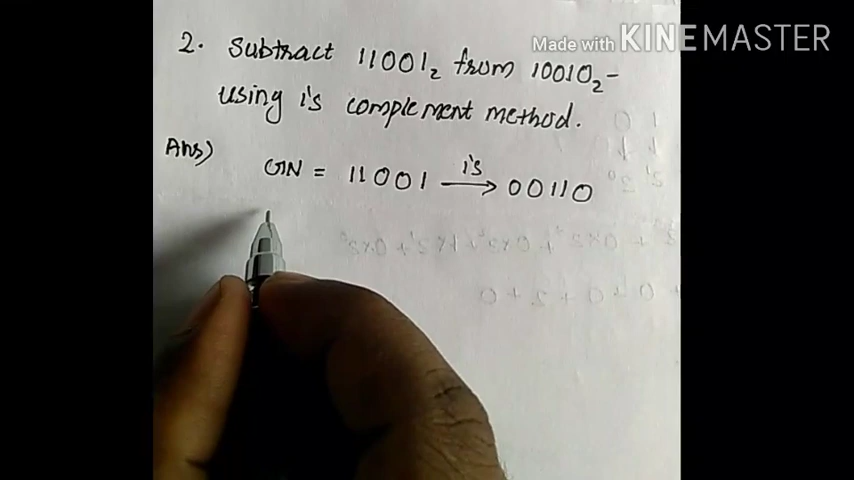 Made with KINEMASTER
2. Subtract 11001₂ from 10010₂ -
using 1's complement method.
Ans)
GN = 11001 1's → 00110